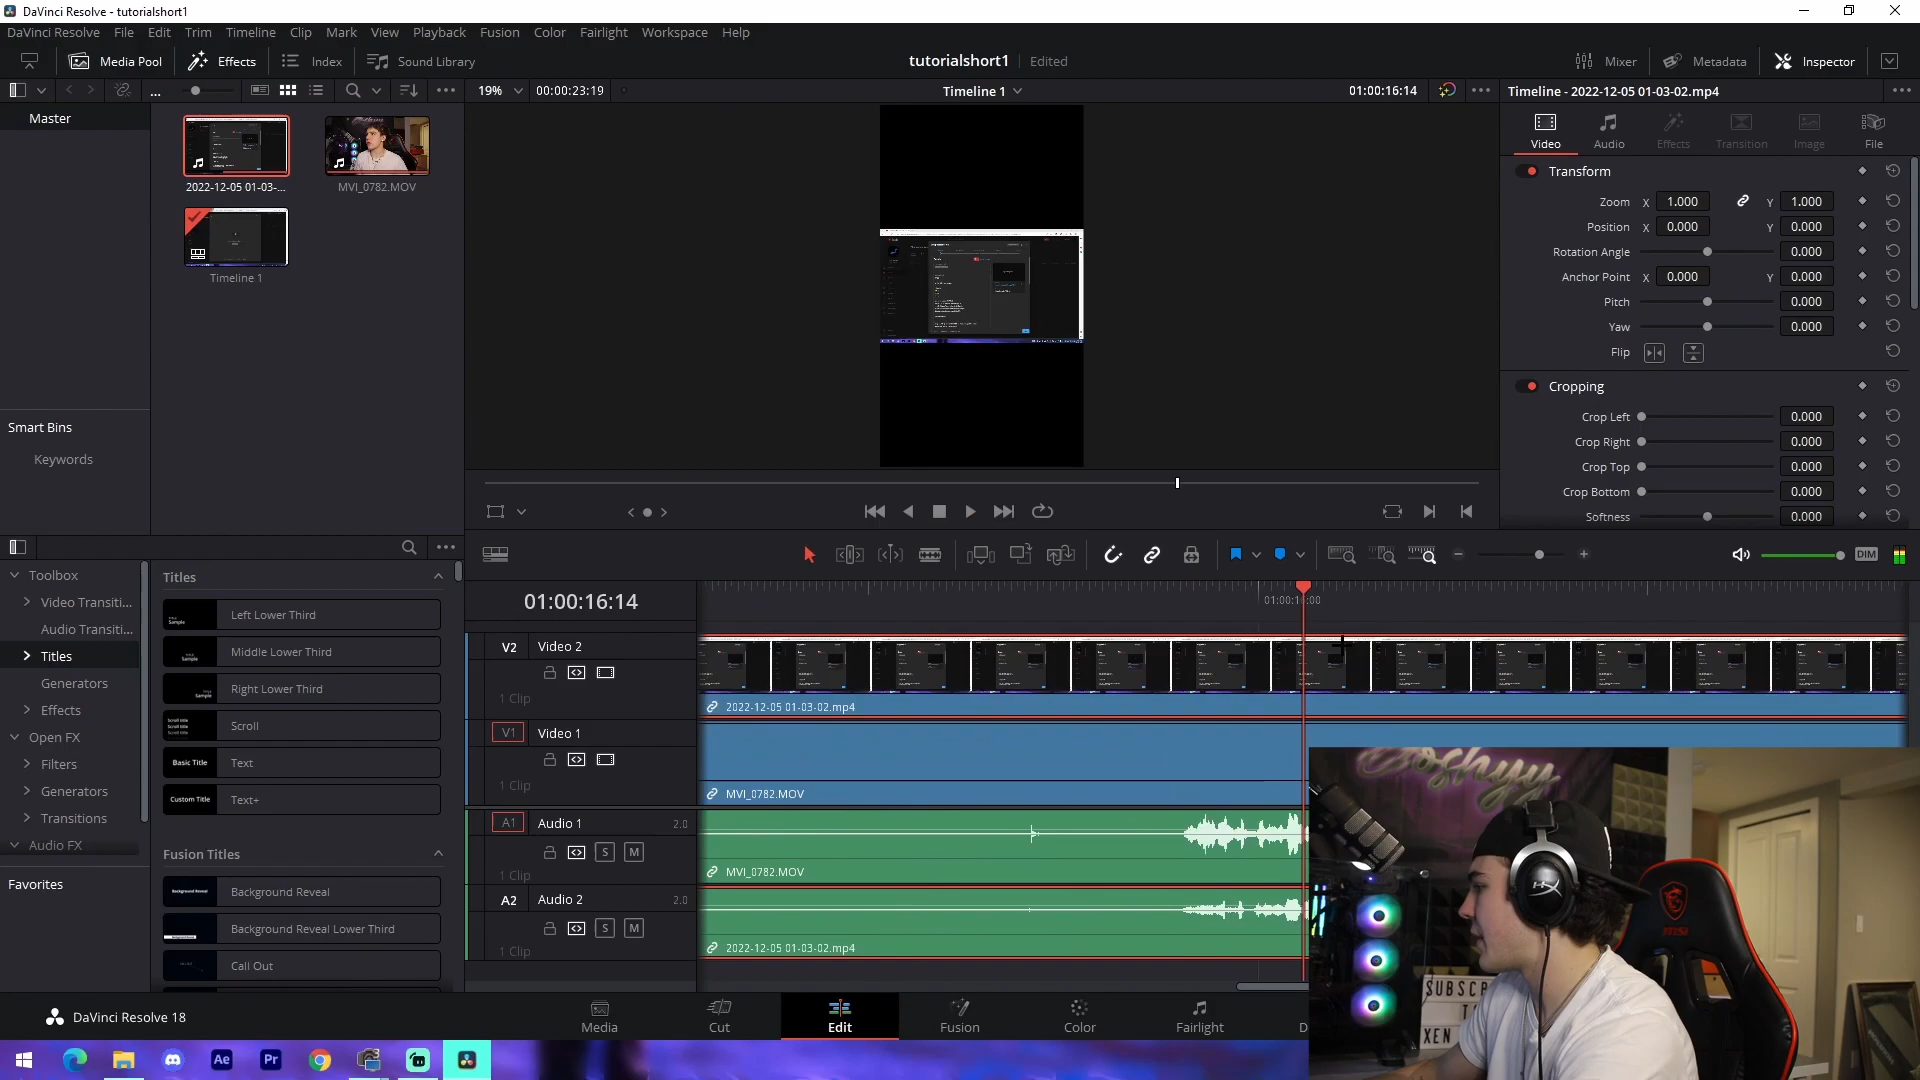 DaVinci Resolve - tutorialshort1
DaVinci Resolve File Edit Trim Timeline Clip Mark View Playback Fusion Color Fairlight Workspace Help
Media Pool Effects Index Sound Library
tutorialshort1 Edited
Mixer Metadata Inspector
... 19% 00:00:23:19 Timeline 1 01:00:16:14
Timeline - 2022-12-05 01-03-02.mp4
Master
2022-12-05 01-03-...
MVI_0782.MOV
Timeline 1
Smart Bins
Keywords
Video Audio Effects Transition Image File
Transform
Zoom X 1.000 Y 1.000
Position X 0.000 Y 0.000
Rotation Angle 0.000
Anchor Point X 0.000 Y 0.000
Pitch 0.000
Yaw 0.000
Flip
Cropping
Crop Left 0.000
Crop Right 0.000
Crop Top 0.000
Crop Bottom 0.000
Softness 0.000
Toolbox
Video Transiti...
Audio Transiti...
Titles
Generators
Effects
Open FX
Filters
Generators
Transitions
Audio FX
Favorites
Titles
Left Lower Third
Middle Lower Third
Right Lower Third
Scroll
Basic Title Text
Custom Title Text+
Fusion Titles
Background Reveal Background Reveal
Background Reveal Lower Third
Call Out
DIM
01:00:16:14
V2 Video 2
1 Clip
2022-12-05 01-03-02.mp4
V1 Video 1
1 Clip
MVI_0782.MOV
A1 Audio 1 2.0
S M
1 Clip
MVI_0782.MOV
A2 Audio 2 2.0
S M
1 Clip
2022-12-05 01-03-02.mp4
DaVinci Resolve 18
Media Cut Edit Fusion Color Fairlight D
Ae Pr
Joshyy
msi
SUBSC
TO
XEN